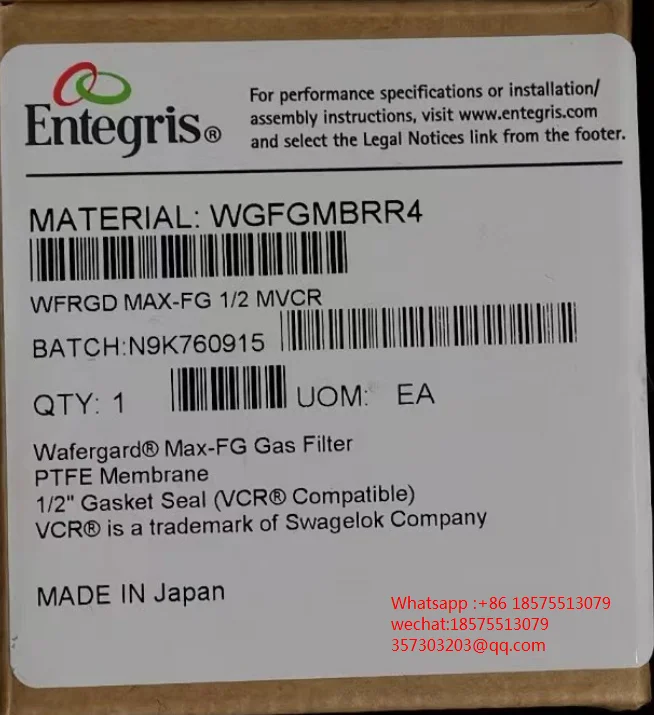 Entegris®
For performance specifications or installation/
assembly instructions, visit www.entegris.com
and select the Legal Notices link from the footer.
MATERIAL: WGFGMBRR4
WFRGD MAX-FG 1/2 MVCR
BATCH:N9K760915
QTY: 1 UOM: EA
Wafergard® Max-FG Gas Filter
PTFE Membrane
1/2" Gasket Seal (VCR® Compatible)
VCR® is a trademark of Swagelok Company
MADE IN Japan
Whatsapp :+86 18575513079
wechat:18575513079
357303203@qq.com